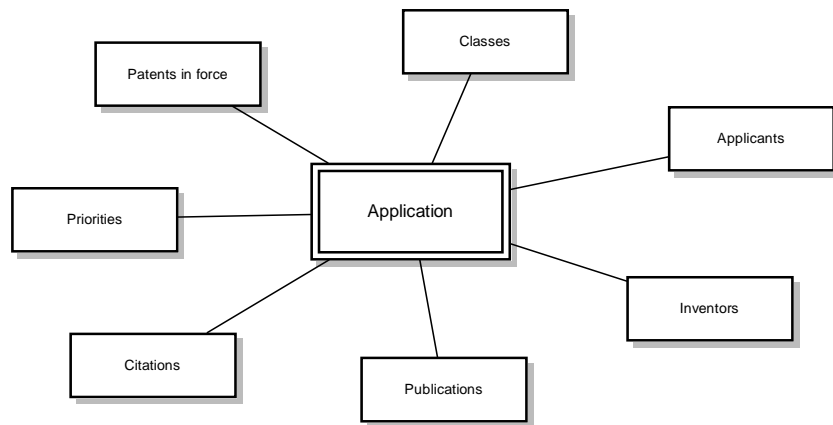 Classes
Patents in force
Applicants
Application
Priorities
Inventors
Citations
Publications